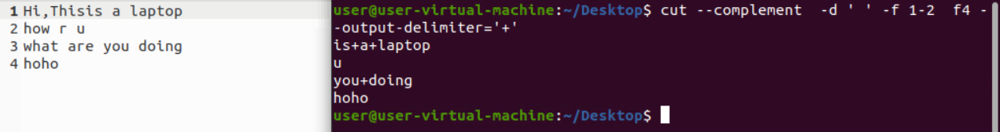 1 Hi,Thisis a laptop
2 how r u
3 what are you doing
4 hoho
user@user-virtual-machine:~/Desktop$ cut --complement  -d ' ' -f 1-2  f4 -
-output-delimiter='+'
is+a+laptop
u
you+doing
hoho
user@user-virtual-machine:~/Desktop$